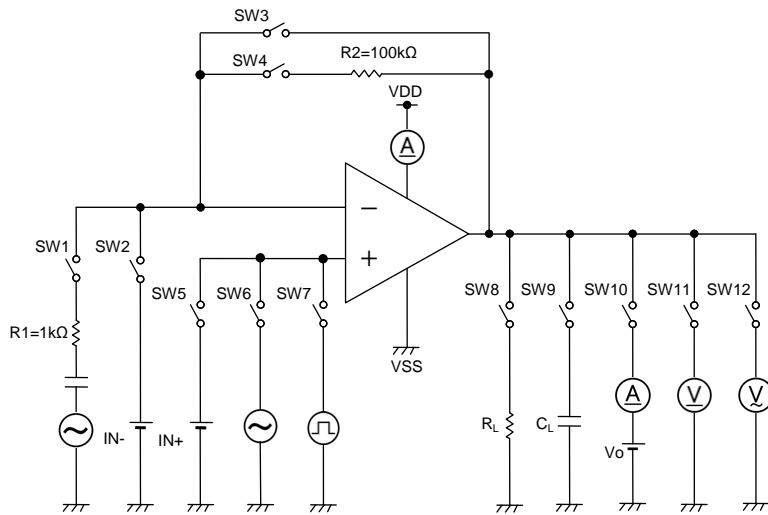 SW3
SW4
R2=100kΩ
VDD
A
−
+
SW1
SW2
SW5
SW6
SW7
SW8
SW9
SW10
SW11
SW12
R1=1kΩ
VSS
A
V
V
IN-
IN+
RL
CL
Vo